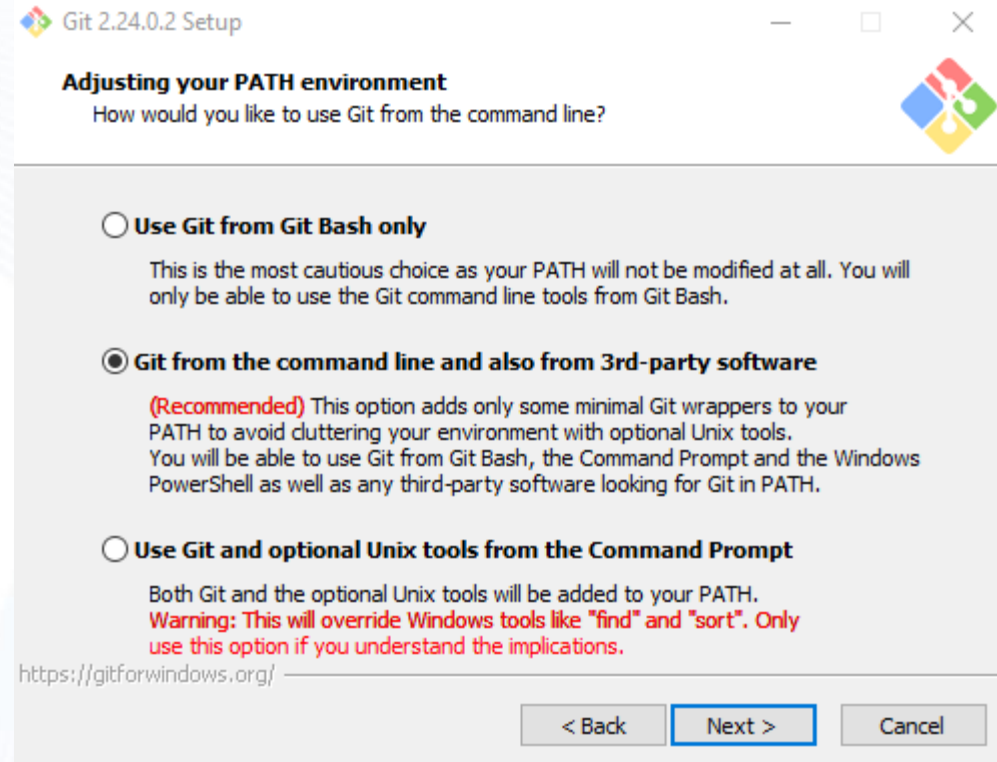 Git 2.24.0.2 Setup
Adjusting your PATH environment
How would you like to use Git from the command line?
Use Git from Git Bash only
This is the most cautious choice as your PATH will not be modified at all. You will
only be able to use the Git command line tools from Git Bash.
Git from the command line and also from 3rd-party software
(Recommended) This option adds only some minimal Git wrappers to your
PATH to avoid cluttering your environment with optional Unix tools.
You will be able to use Git from Git Bash, the Command Prompt and the Windows
PowerShell as well as any third-party software looking for Git in PATH.
Use Git and optional Unix tools from the Command Prompt
Both Git and the optional Unix tools will be added to your PATH.
Warning: This will override Windows tools like "find" and "sort". Only
use this option if you understand the implications.
https://gitforwindows.org/
< Back Next > Cancel